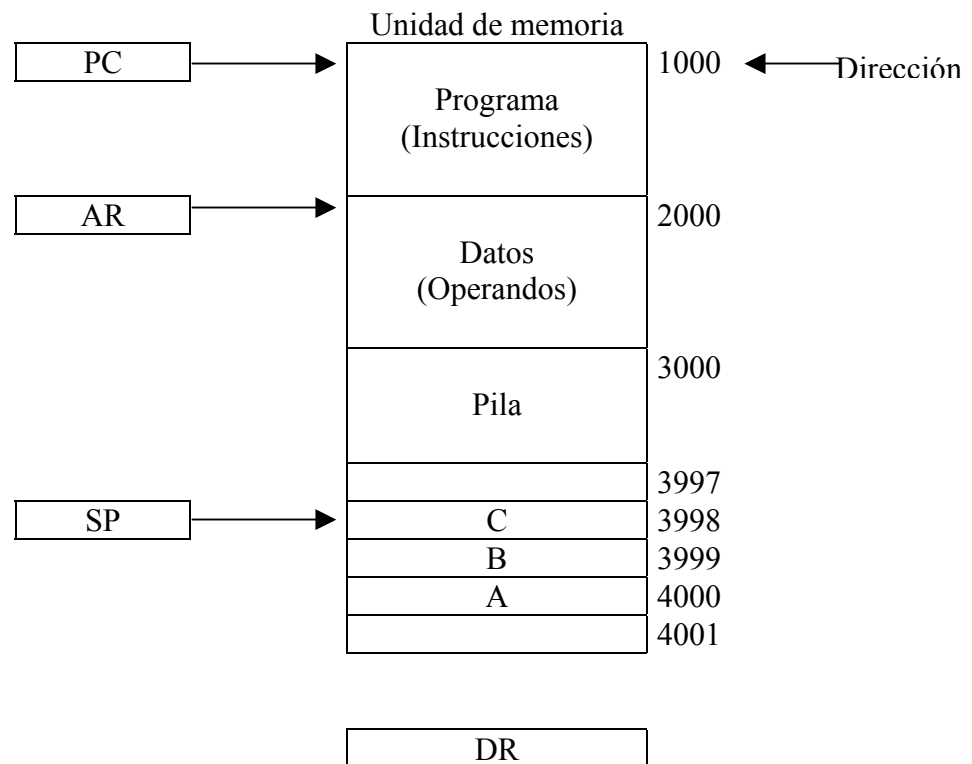 Unidad de memoria
PC
1000
Dirección
Programa
(Instrucciones)
AR
2000
Datos
(Operandos)
3000
Pila
3997
SP
C
3998
B
3999
A
4000
4001
DR